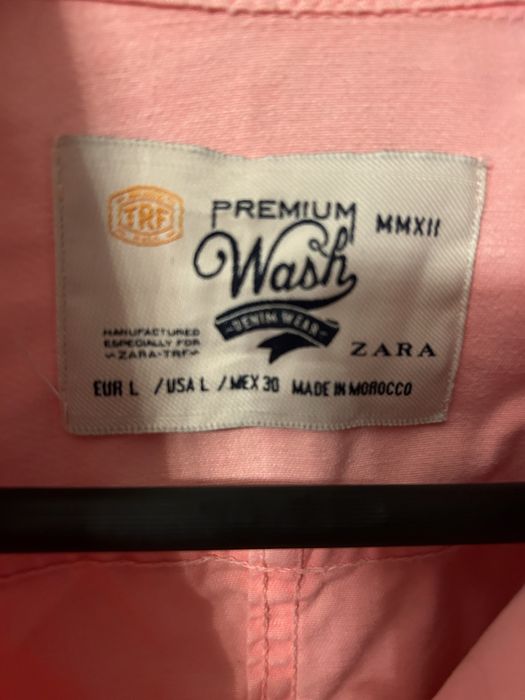 TRF
PREMIUM
MMXII
Wash
DENIM WEAR
MANUFACTURED
ESPECIALLY FOR
~ZARA-TRF~
ZARA
EUR L / USA L / MEX 30 MADE IN MOROCCO